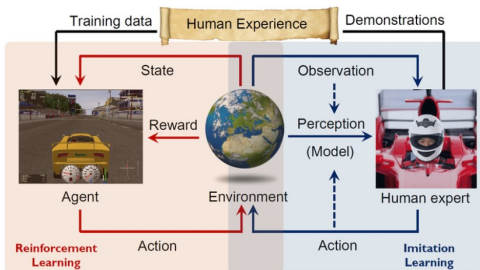 Training data
Human Experience
Demonstrations
State
Observation
Reward
Perception
(Model)
Agent
Environment
Human expert
Action
Action
Reinforcement
Learning
Imitation
Learning